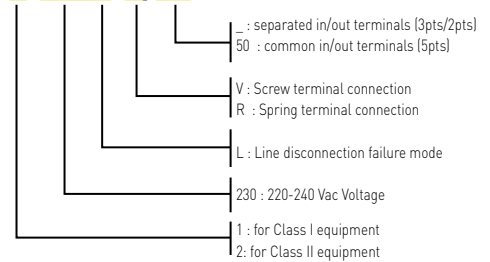 _ : separated in/out terminals (3pts/2pts)
50 : common in/out terminals (5pts)
V : Screw terminal connection
R : Spring terminal connection
L : Line disconnection failure mode
230 : 220-240 Vac Voltage
1 : for Class I equipment
2: for Class II equipment